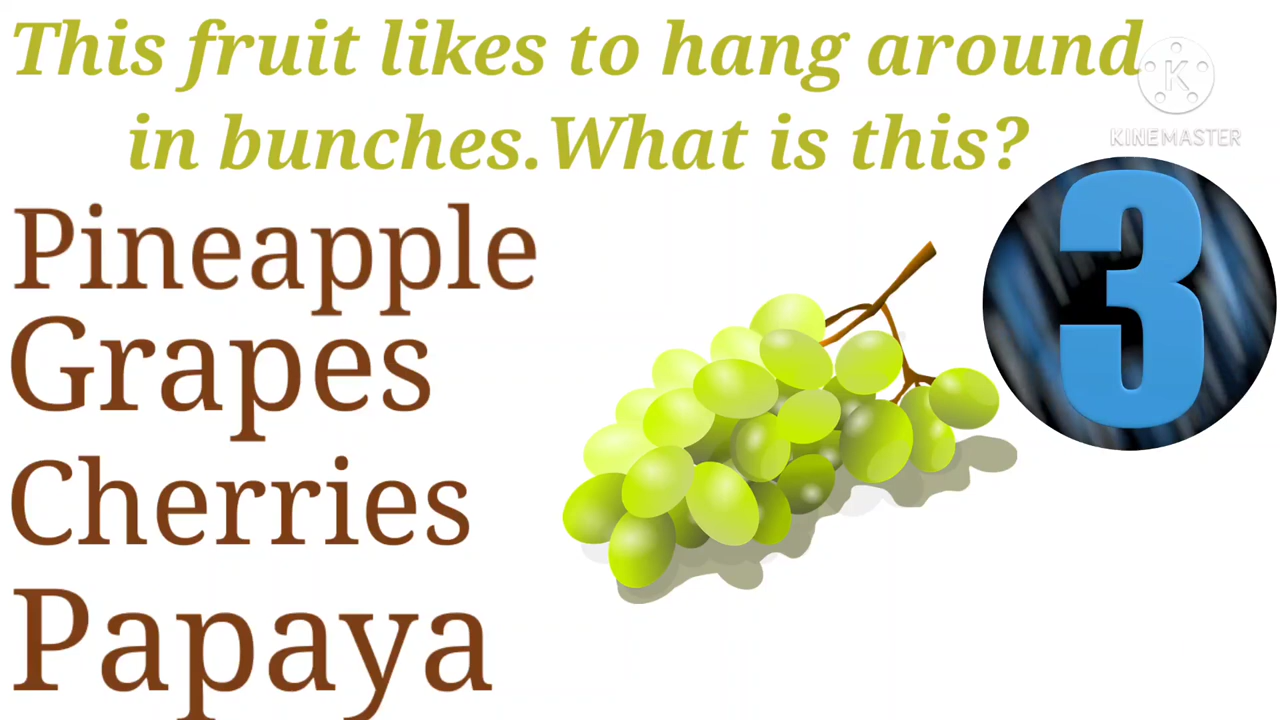 This fruit likes to hang around
in bunches.What is this?
K
KINEMASTER
3
Pineapple
Grapes
Cherries
Papaya